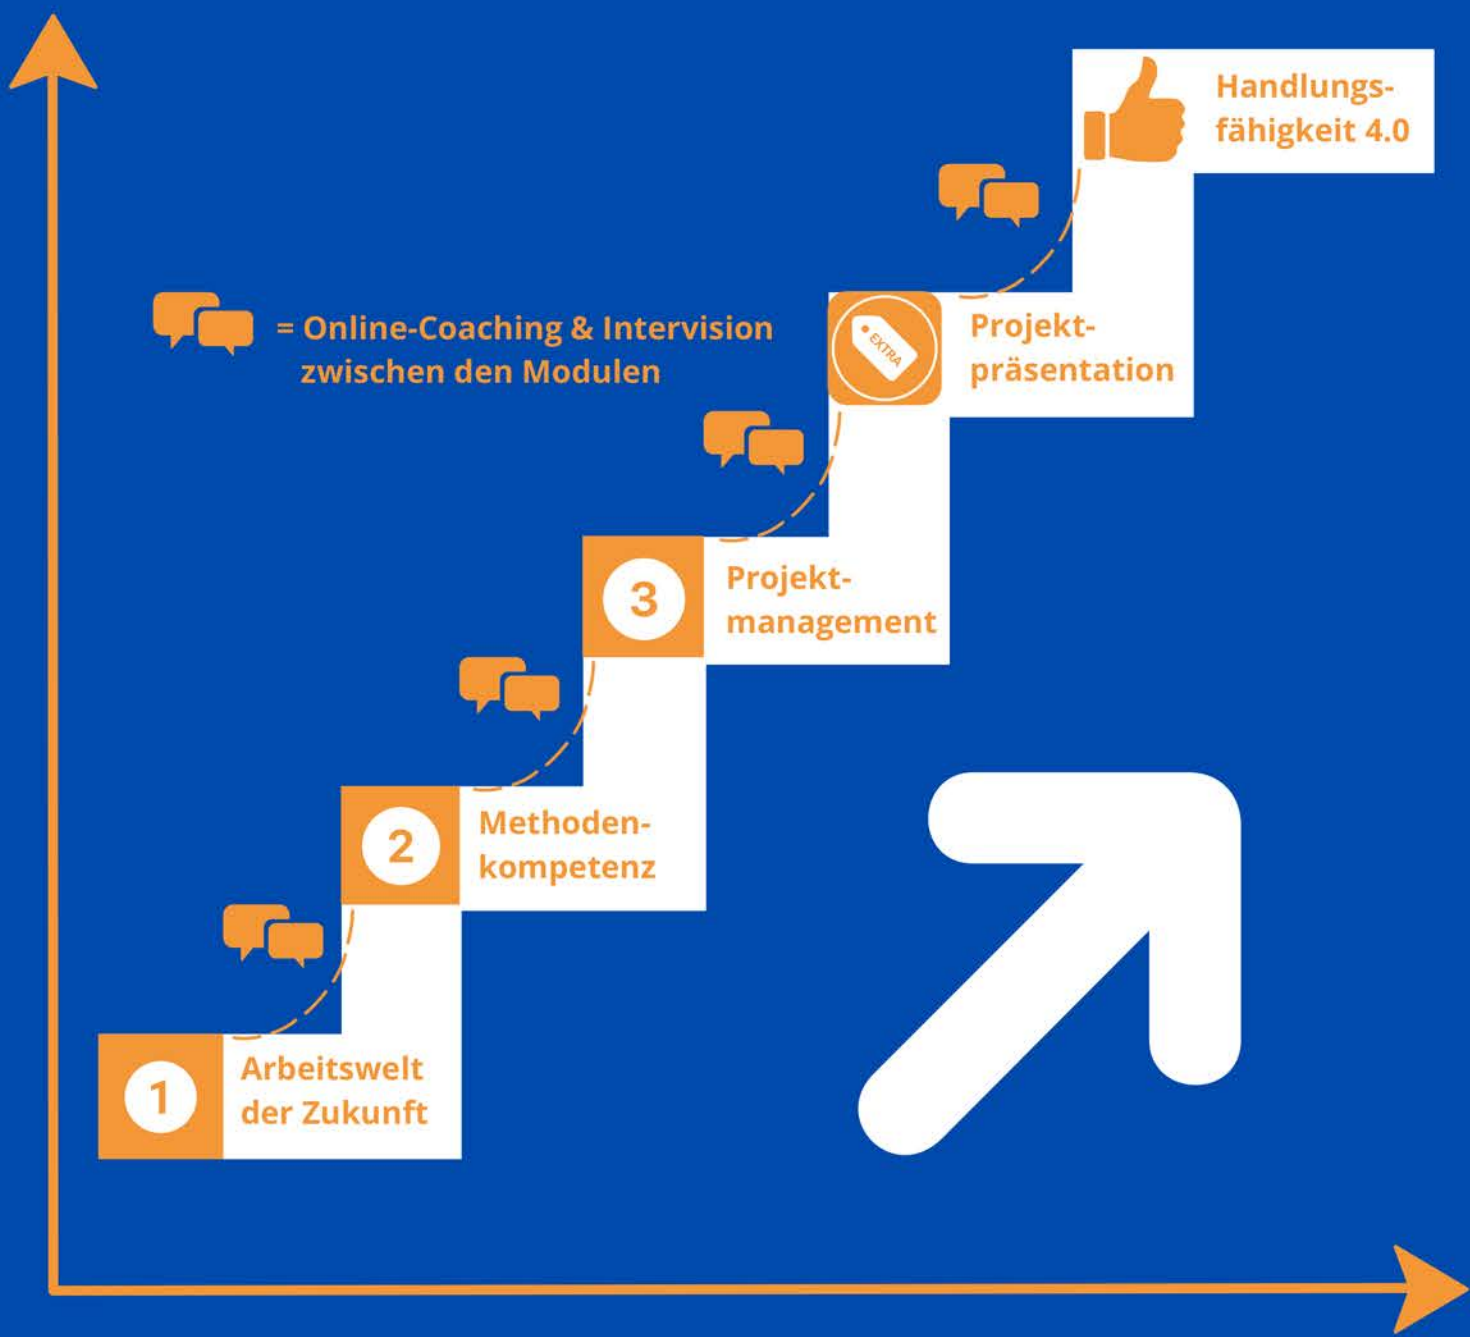 Handlungs-
fähigkeit 4.0
= Online-Coaching & Intervision
zwischen den Modulen
EXTRA
Projekt-
präsentation
3
Projekt-
management
2
Methoden-
kompetenz
1
Arbeitswelt
der Zukunft